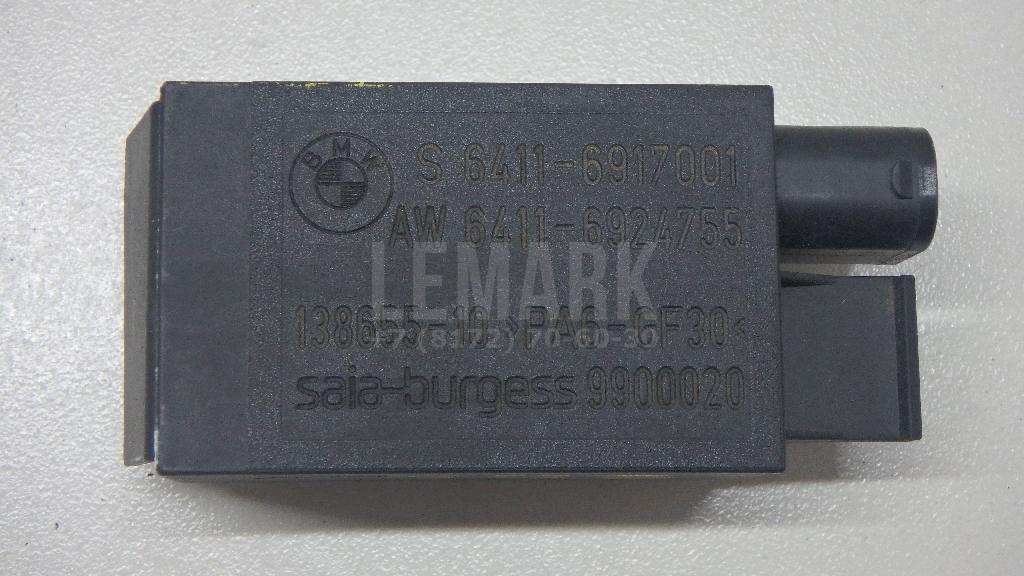 BMW
S 6411-6917001
AW 6411-6924755
LEMARK
138655-10 >PA6-GF30<
saia-burgess 9900020